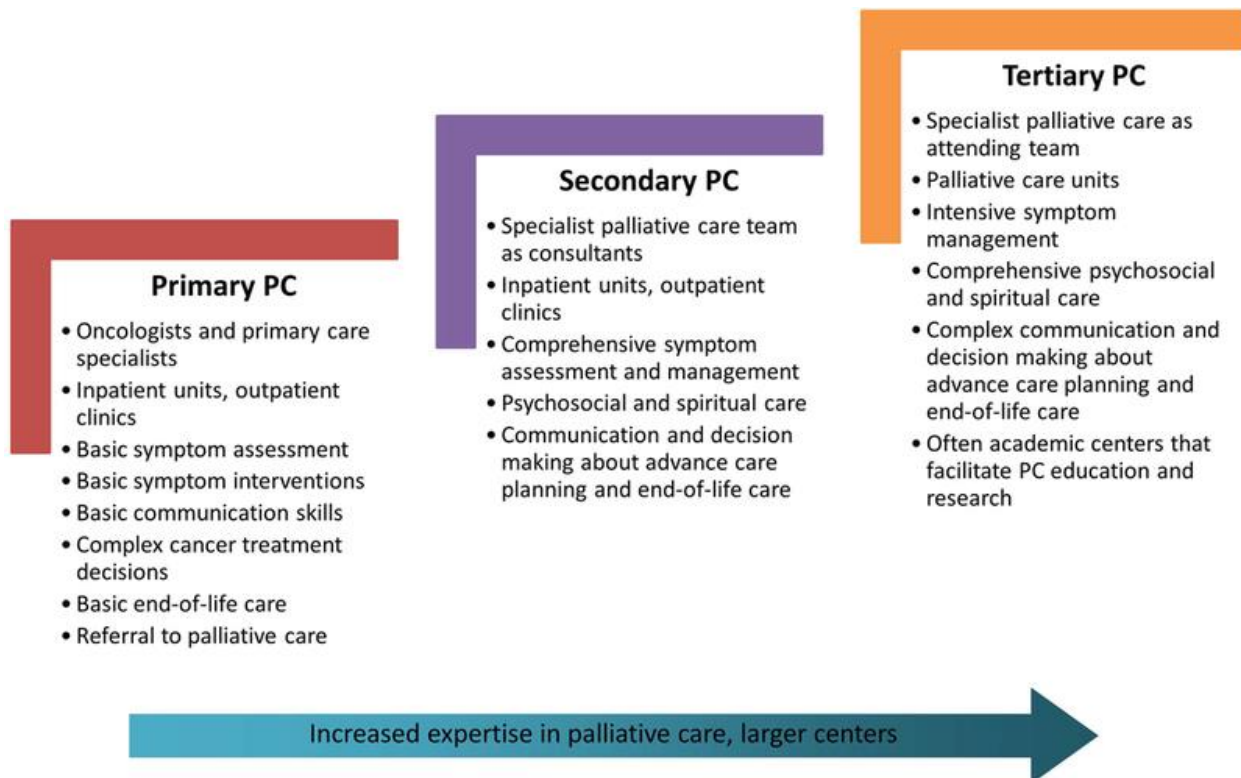 Primary PC
• Oncologists and primary care
specialists
• Inpatient units, outpatient
clinics
• Basic symptom assessment
• Basic symptom interventions
• Basic communication skills
• Complex cancer treatment
decisions
• Basic end-of-life care
• Referral to palliative care
Secondary PC
• Specialist palliative care team
as consultants
• Inpatient units, outpatient
clinics
• Comprehensive symptom
assessment and management
• Psychosocial and spiritual care
• Communication and decision
making about advance care
planning and end-of-life care
Tertiary PC
• Specialist palliative care as
attending team
• Palliative care units
• Intensive symptom
management
• Comprehensive psychosocial
and spiritual care
• Complex communication and
decision making about
advance care planning and
end-of-life care
• Often academic centers that
facilitate PC education and
research
Increased expertise in palliative care, larger centers